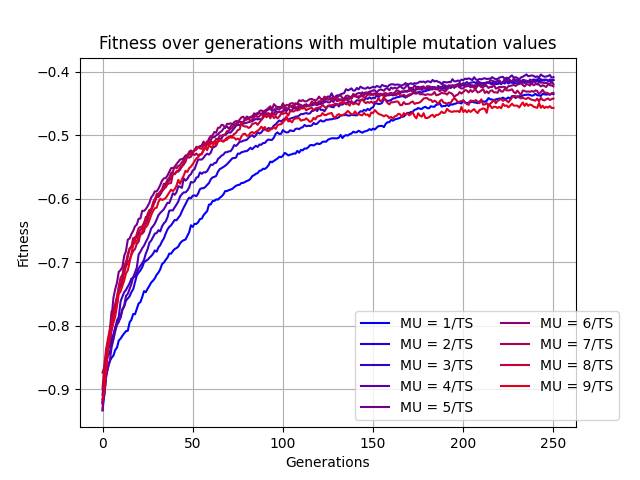 Fitness over generations with multiple mutation values
Fitness
−0.4
−0.5
−0.6
−0.7
−0.8
−0.9
0 50 100 150 200 250
Generations
MU = 1/TS
MU = 2/TS
MU = 3/TS
MU = 4/TS
MU = 5/TS
MU = 6/TS
MU = 7/TS
MU = 8/TS
MU = 9/TS